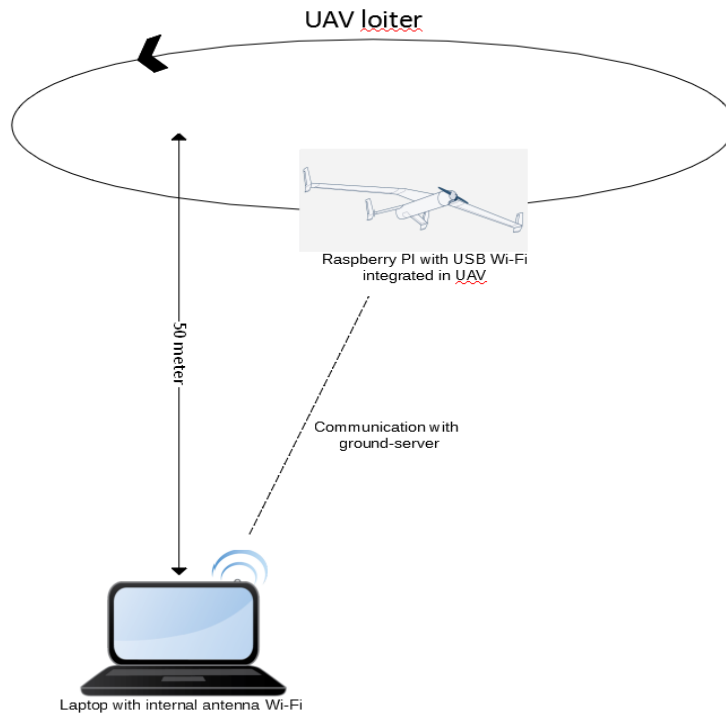 UAV loiter
50 meter
Raspberry PI with USB Wi-Fi
integrated in UAV
Communication with
ground-server
Laptop with internal antenna Wi-Fi